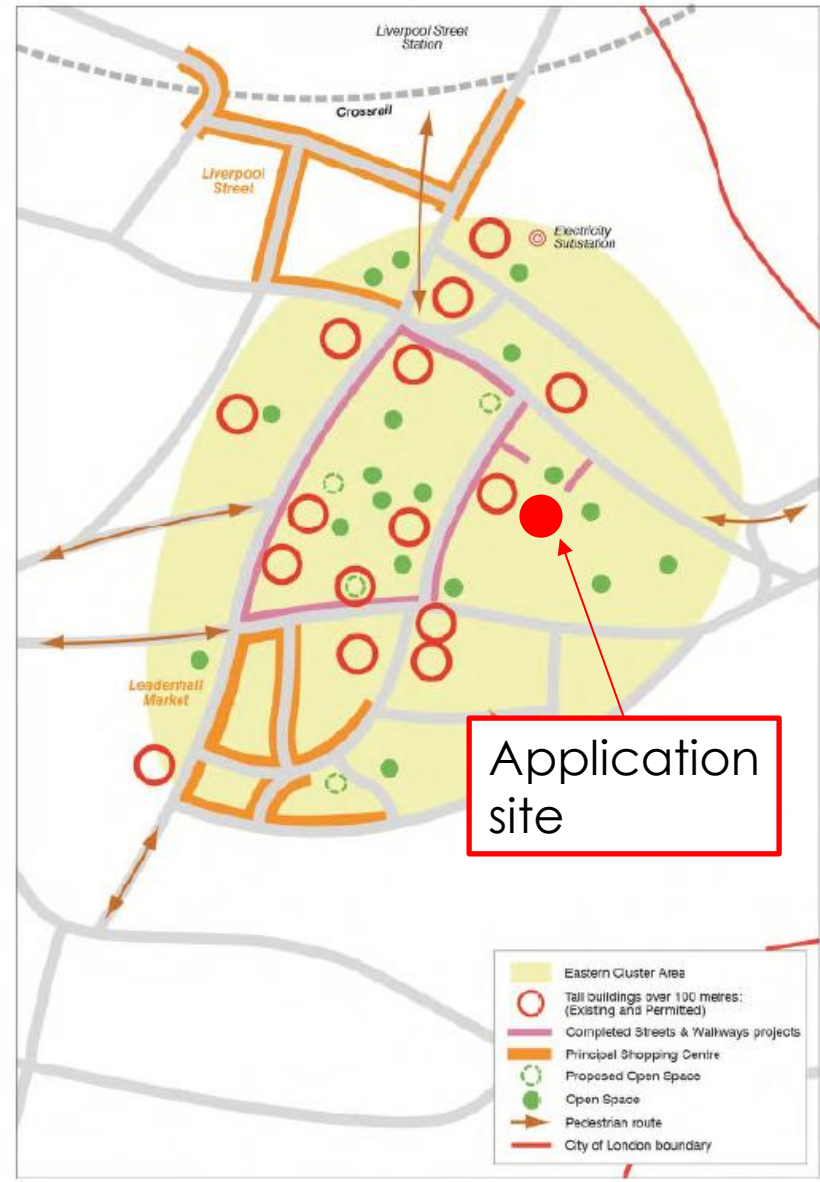 Liverpool Street
Station
Crossrail
Liverpool
Street
Electricity
Substation
Leadenhall
Market
Application
site
Eastern Cluster Area
Tall buildings over 100 metres:
(Existing and Permitted)
Completed Streets & Walkways projects
Principal Shopping Centre
Proposed Open Space
Open Space
Pedestrian route
City of London boundary